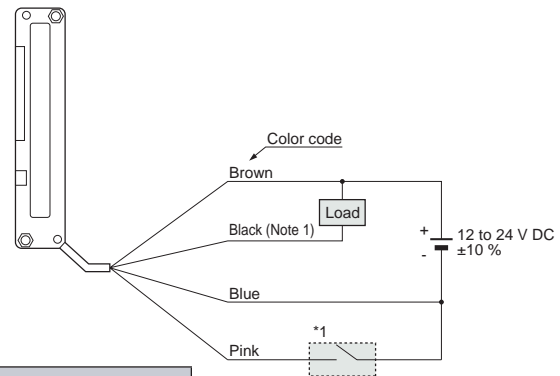 Color code
Brown
Load
Black (Note 1)
+
12 to 24 V DC
±10 %
-
Blue
*1
Pink